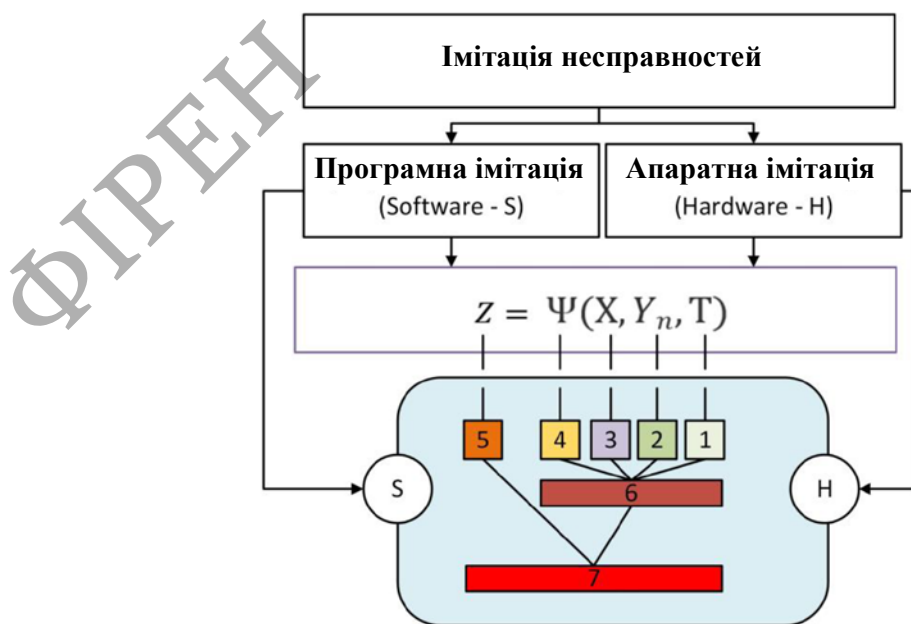 Імітація несправностей
Програмна імітація
(Software - S)
Апаратна імітація
(Hardware - H)
ФІРЕН
z = Ψ(X, Yₙ, T)
5 4 3 2 1
S
6
H
7